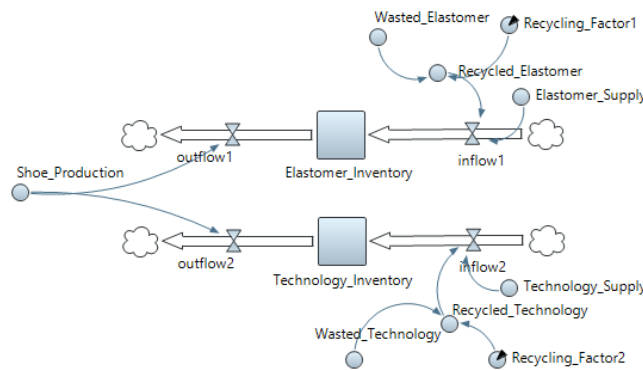 Wasted_Elastomer
Recycling_Factor1
Recycled_Elastomer
Elastomer_Supply
outflow1
Elastomer_Inventory
inflow1
Shoe_Production
outflow2
Technology_Inventory
inflow2
Technology_Supply
Recycled_Technology
Wasted_Technology
Recycling_Factor2